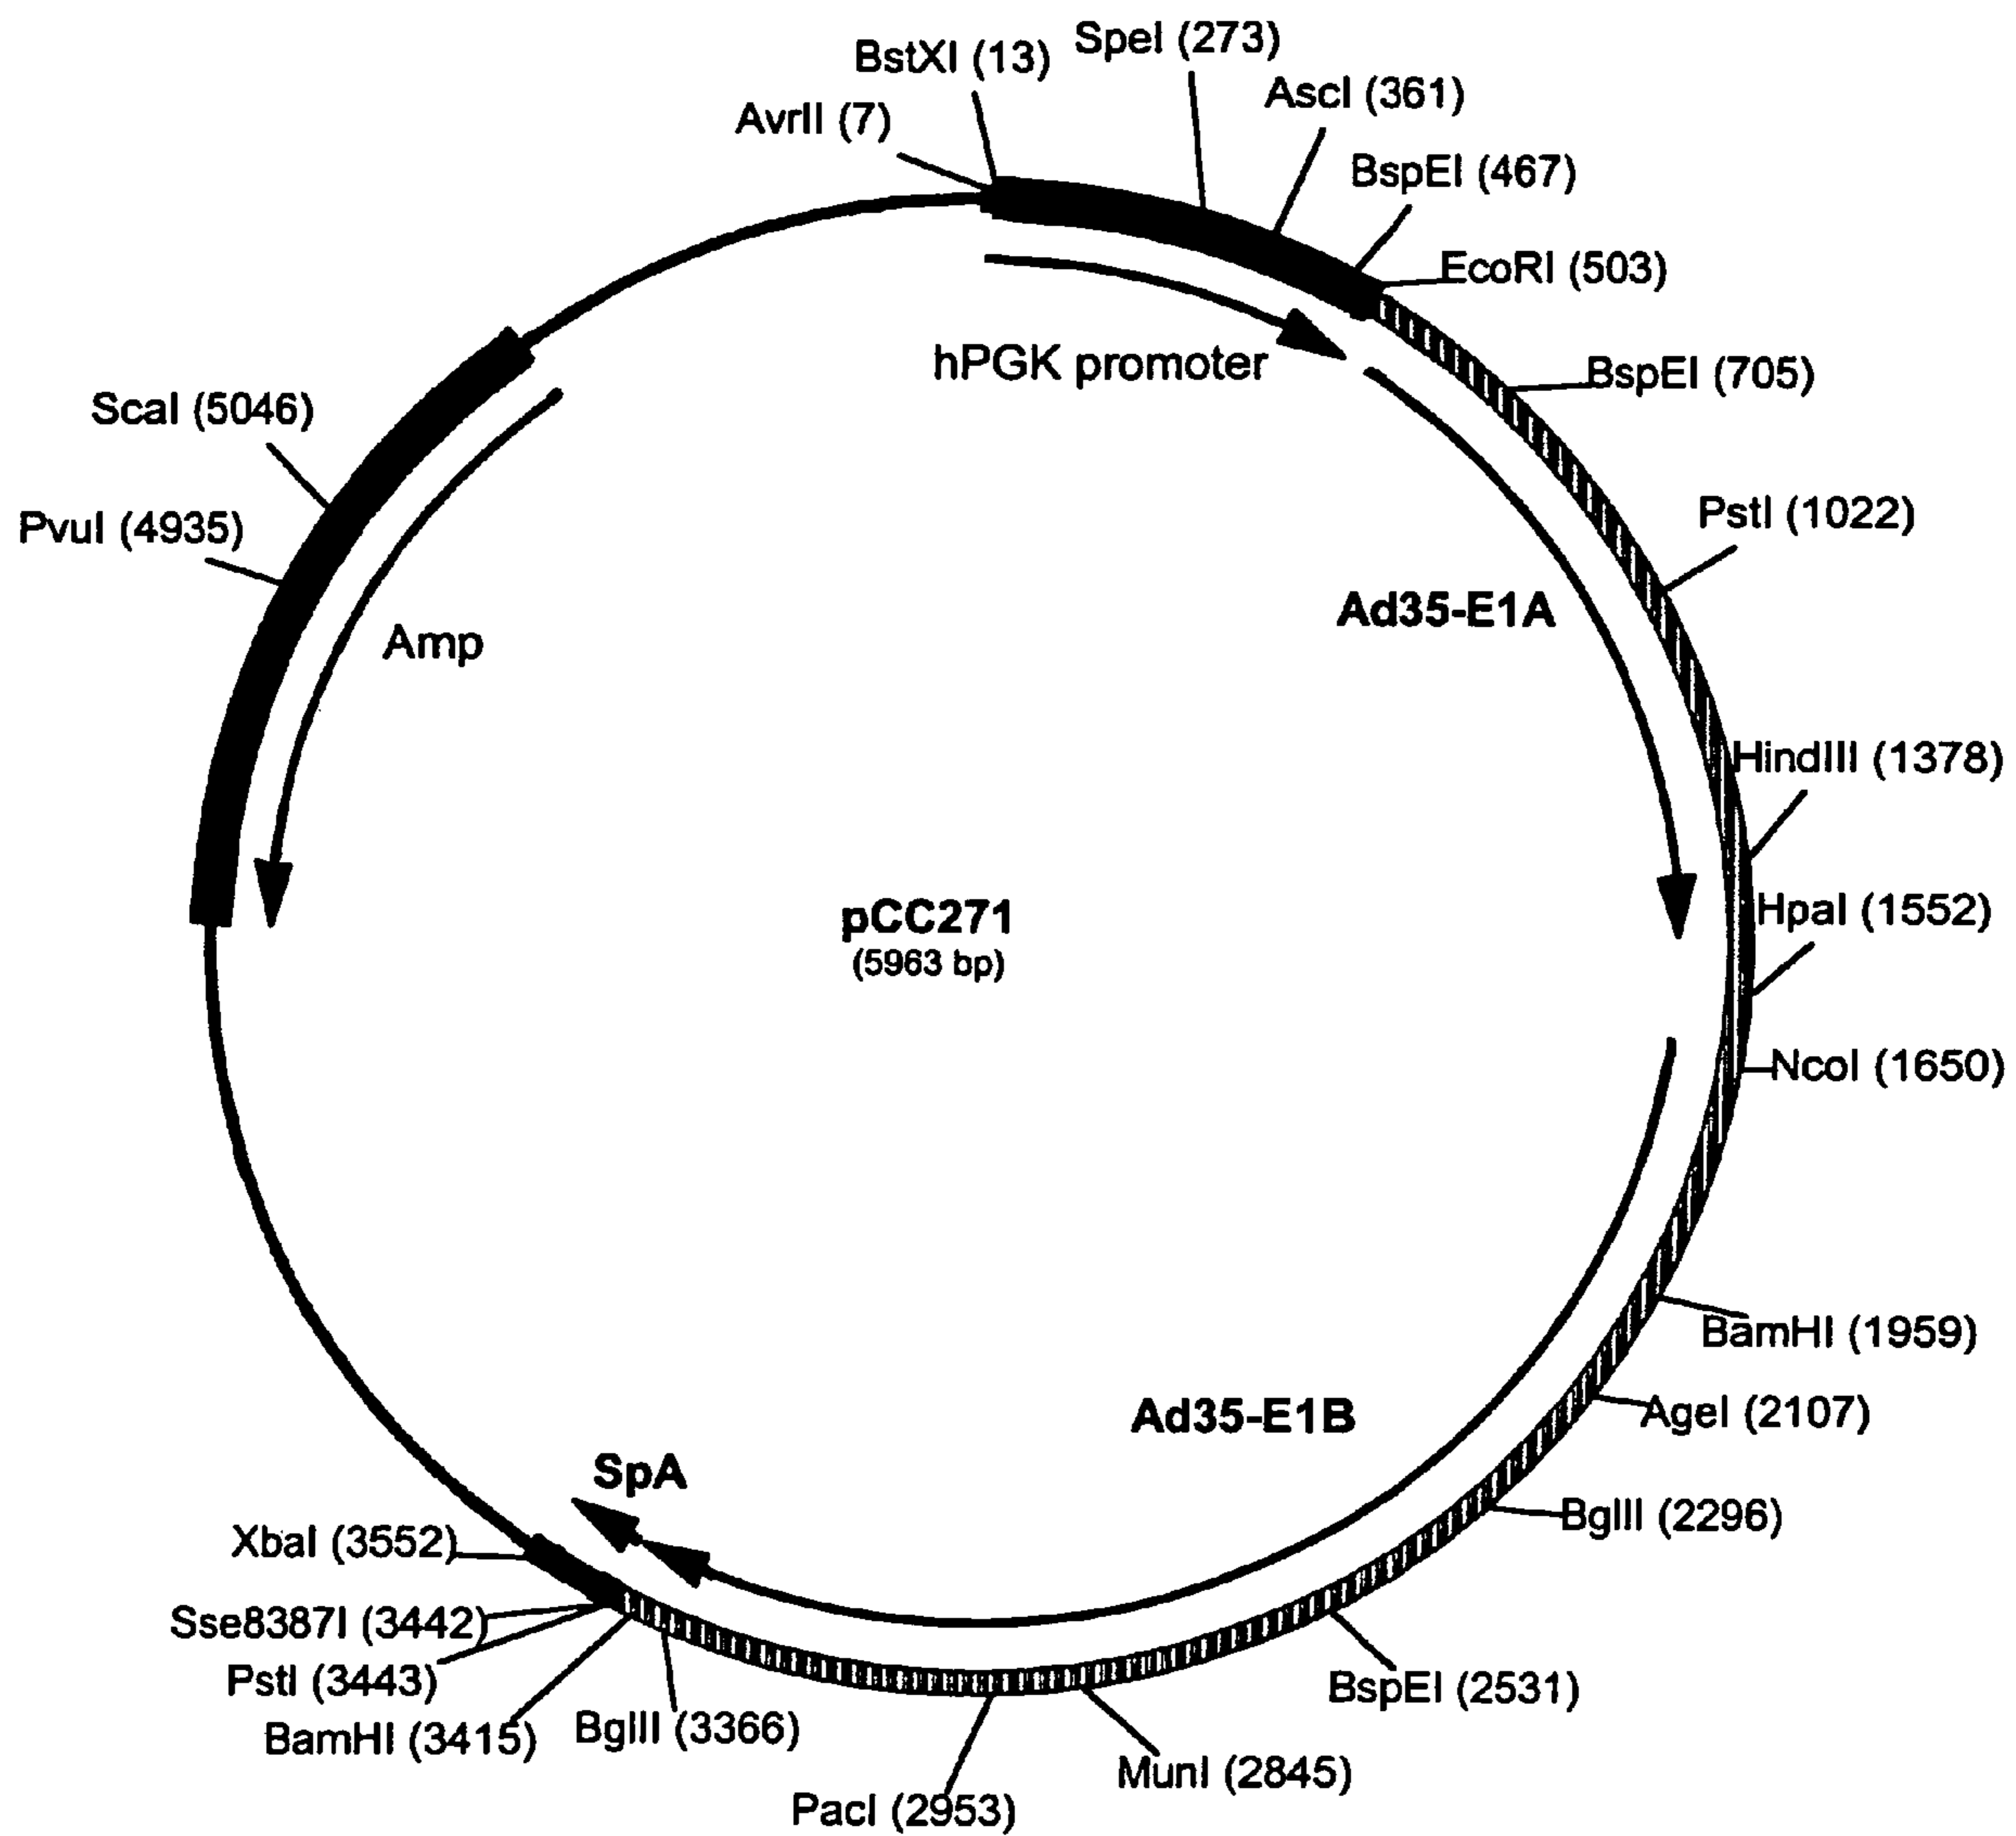 BstXI (13)
SpeI (273)
AscI (361)
AvrII (7)
BspEI (467)
EcoRI (503)
hPGK promoter
BspEI (705)
ScaI (5046)
PstI (1022)
PvuI (4935)
Ad35-E1A
Amp
HindIII (1378)
pCC271
(5963 bp)
HpaI (1552)
NcoI (1650)
BamHI (1959)
Ad35-E1B
AgeI (2107)
SpA
BglII (2296)
XbaI (3552)
Sse8387I (3442)
PstI (3443)
BspEI (2531)
BamHI (3415)
BglII (3366)
MunI (2845)
PacI (2953)